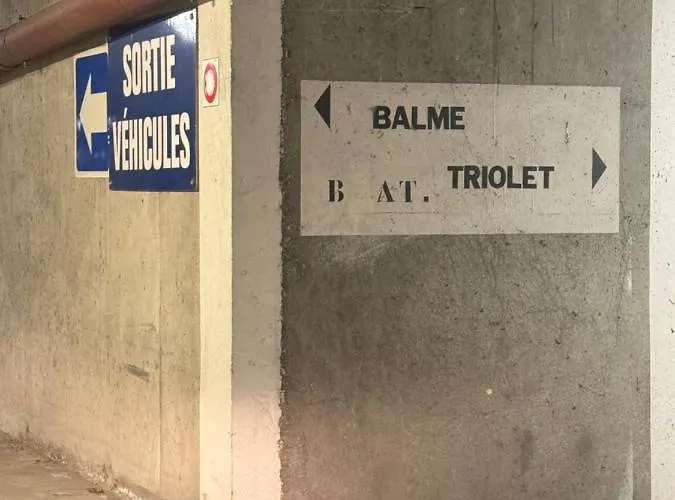 SORTIE
VÉHICULES
BALME
TRIOLET
B AT.